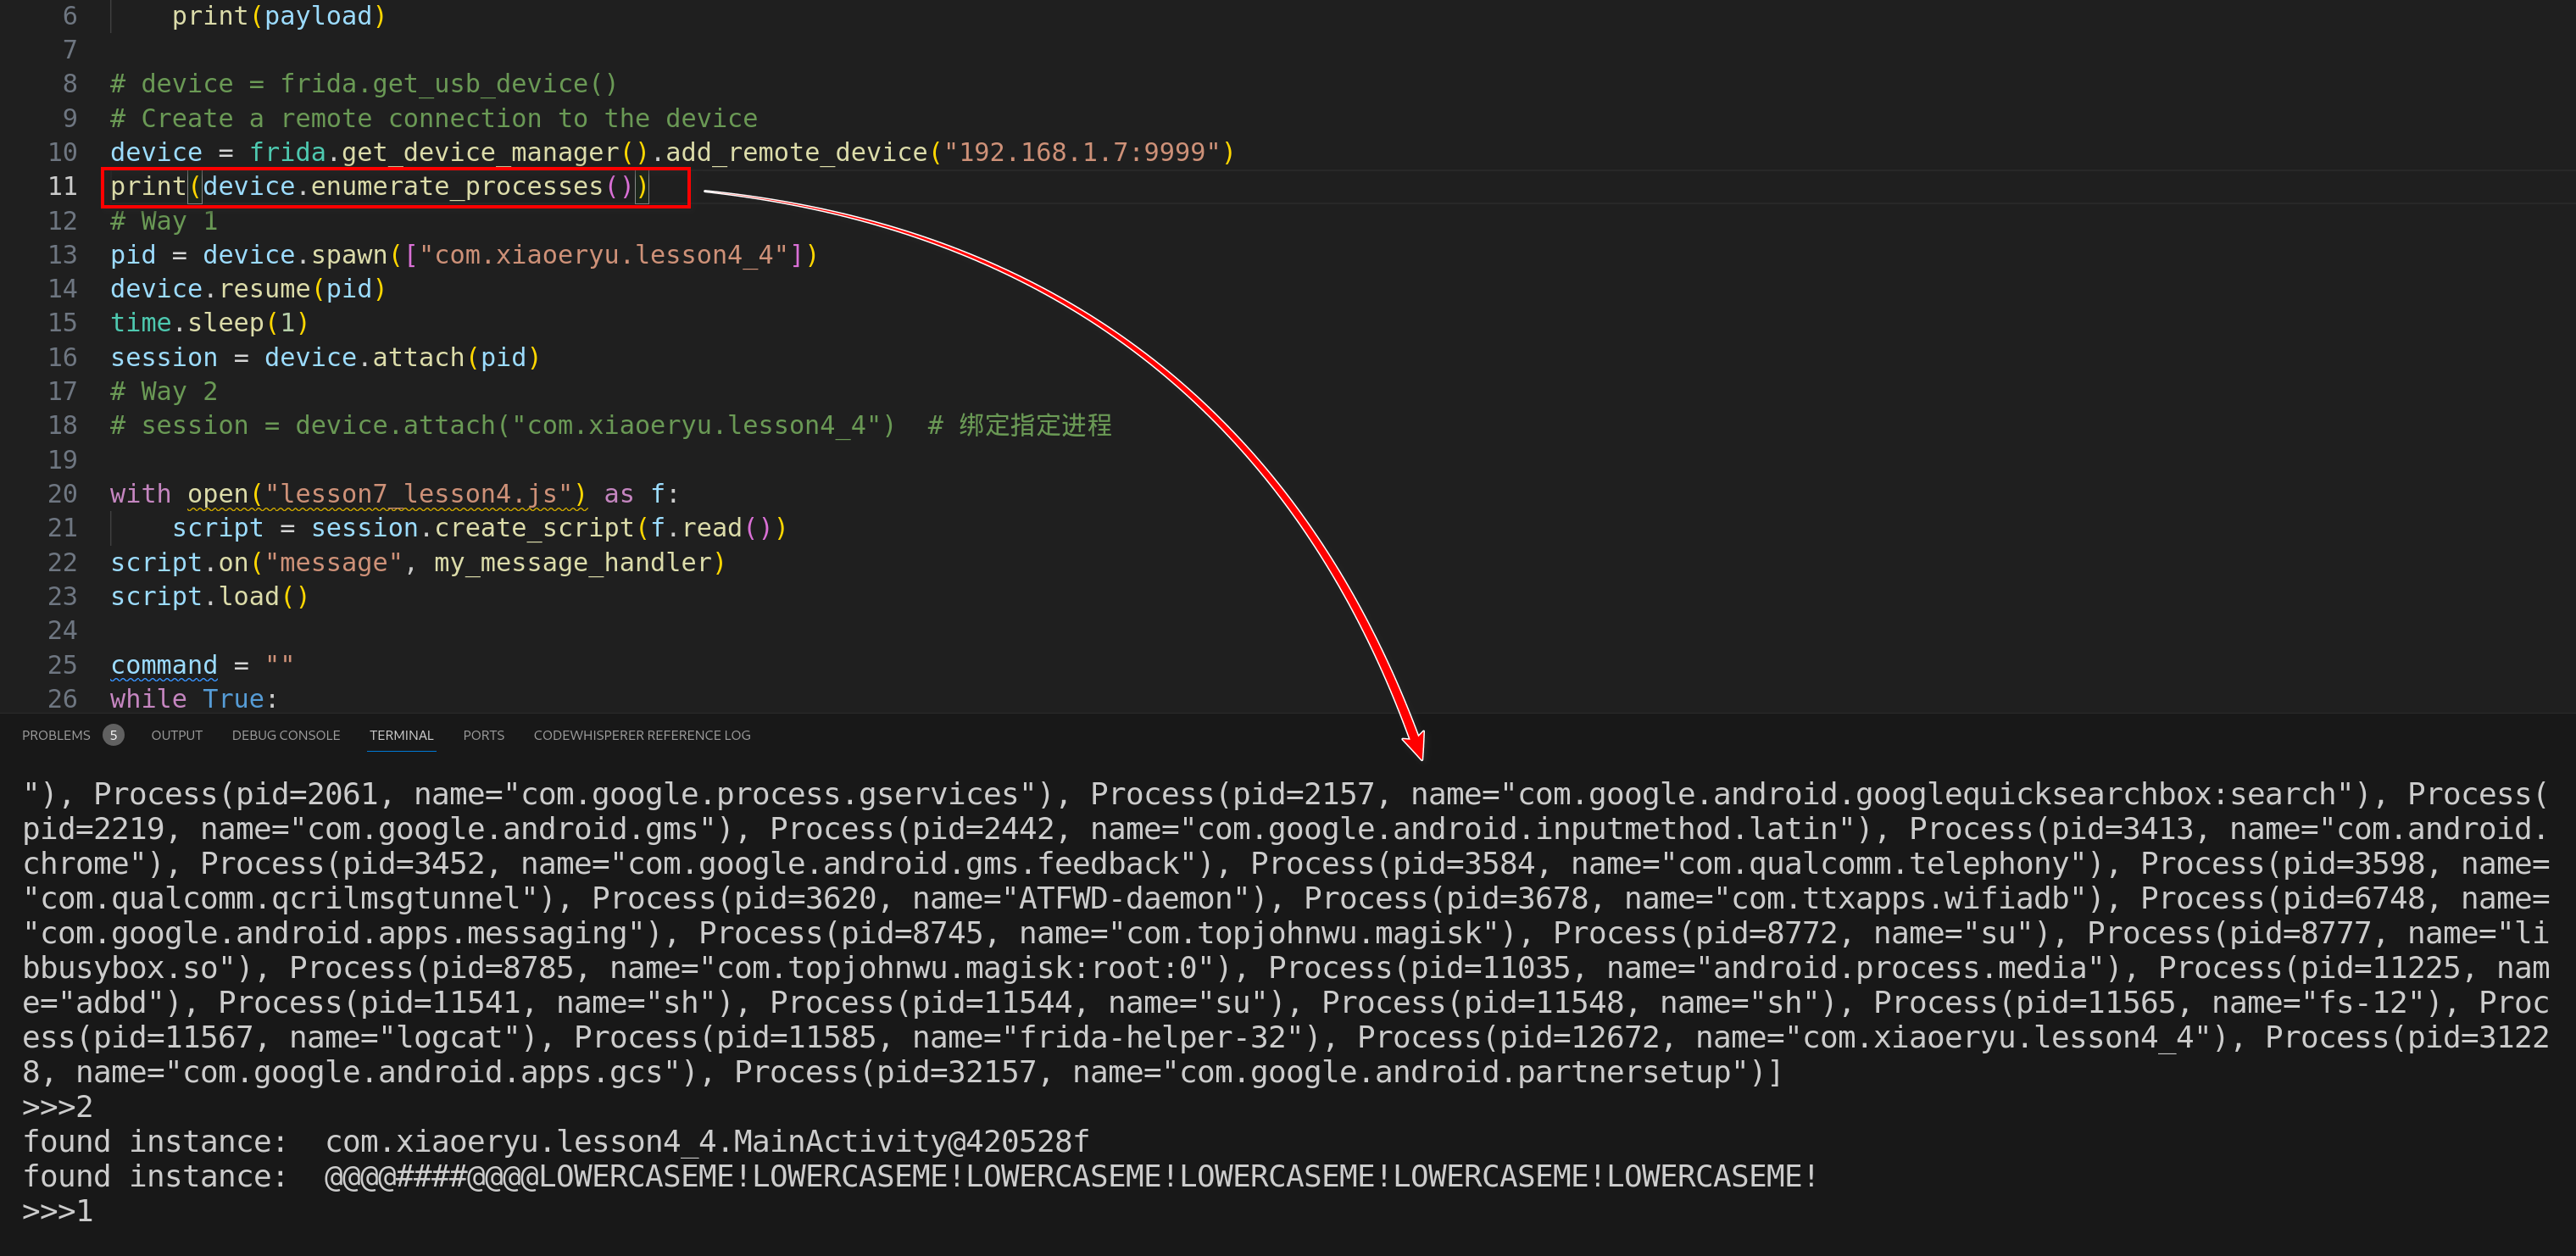 6 print(payload)
7
8 # device = frida.get_usb_device()
9 # Create a remote connection to the device
10 device = frida.get_device_manager().add_remote_device("192.168.1.7:9999")
11 print(device.enumerate_processes())
12 # Way 1
13 pid = device.spawn(["com.xiaoeryu.lesson4_4"])
14 device.resume(pid)
15 time.sleep(1)
16 session = device.attach(pid)
17 # Way 2
18 # session = device.attach("com.xiaoeryu.lesson4_4")  # 绑定指定进程
19
20 with open("lesson7_lesson4.js") as f:
21 script = session.create_script(f.read())
22 script.on("message", my_message_handler)
23 script.load()
24
25 command = ""
26 while True:
PROBLEMS 5 OUTPUT DEBUG CONSOLE TERMINAL PORTS CODEWHISPERER REFERENCE LOG
"), Process(pid=2061, name="com.google.process.gservices"), Process(pid=2157, name="com.google.android.googlequicksearchbox:search"), Process(
pid=2219, name="com.google.android.gms"), Process(pid=2442, name="com.google.android.inputmethod.latin"), Process(pid=3413, name="com.android.
chrome"), Process(pid=3452, name="com.google.android.gms.feedback"), Process(pid=3584, name="com.qualcomm.telephony"), Process(pid=3598, name=
"com.qualcomm.qcrilmsgtunnel"), Process(pid=3620, name="ATFWD-daemon"), Process(pid=3678, name="com.ttxapps.wifiadb"), Process(pid=6748, name=
"com.google.android.apps.messaging"), Process(pid=8745, name="com.topjohnwu.magisk"), Process(pid=8772, name="su"), Process(pid=8777, name="li
bbusybox.so"), Process(pid=8785, name="com.topjohnwu.magisk:root:0"), Process(pid=11035, name="android.process.media"), Process(pid=11225, nam
e="adbd"), Process(pid=11541, name="sh"), Process(pid=11544, name="su"), Process(pid=11548, name="sh"), Process(pid=11565, name="fs-12"), Proc
ess(pid=11567, name="logcat"), Process(pid=11585, name="frida-helper-32"), Process(pid=12672, name="com.xiaoeryu.lesson4_4"), Process(pid=3122
8, name="com.google.android.apps.gcs"), Process(pid=32157, name="com.google.android.partnersetup")]
>>>2
found instance:  com.xiaoeryu.lesson4_4.MainActivity@420528f
found instance:  @@@@####@@@@LOWERCASEME!LOWERCASEME!LOWERCASEME!LOWERCASEME!LOWERCASEME!LOWERCASEME!
>>>1